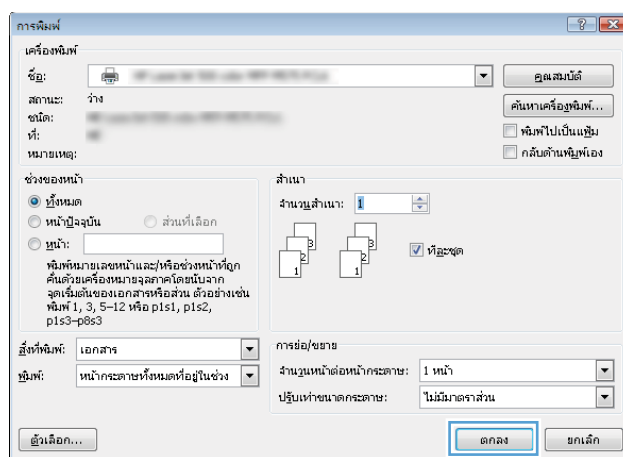 การพิมพ์
เครื่องพิมพ์
ชื่อ:
คุณสมบัติ
สถานะ: ว่าง
ค้นหาเครื่องพิมพ์...
ชนิด:
ที่:
พิมพ์ไปเป็นแฟ้ม
หมายเหตุ:
กลับด้านพิมพ์เอง
ช่วงของหน้า
ทั้งหมด
หน้าปัจจุบัน ส่วนที่เลือก
หน้า:
พิมพ์หมายเลขหน้าและ/หรือช่วงหน้าที่ถูก
คั่นด้วยเครื่องหมายจุลภาคโดยนับจาก
จุดเริ่มต้นของเอกสารหรือส่วน ตัวอย่างเช่น
พิมพ์ 1, 3, 5–12 หรือ p1s1, p1s2,
p1s3–p8s3
สำเนา
จำนวนสำเนา: 1
1 2 3 1 2 3
ทีละชุด
สิ่งที่พิมพ์: เอกสาร
พิมพ์: หน้ากระดาษทั้งหมดที่อยู่ในช่วง
การย่อ/ขยาย
จำนวนหน้าต่อหน้ากระดาษ: 1 หน้า
ปรับเท่าขนาดกระดาษ: ไม่มีมาตราส่วน
ตัวเลือก...
ตกลง
ยกเลิก